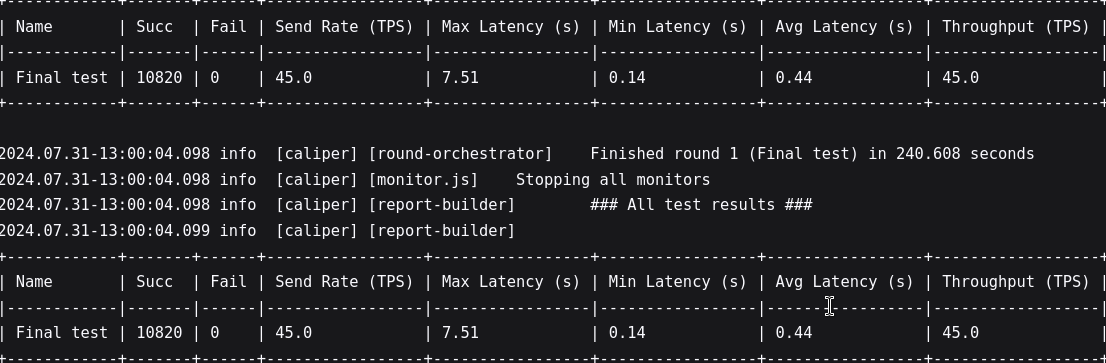 +------------+-------+------+-----------------+-----------------+-----------------+-----------------+------------------+
| Name       | Succ  | Fail | Send Rate (TPS) | Max Latency (s) | Min Latency (s) | Avg Latency (s) | Throughput (TPS) |
|------------|-------|------|-----------------|-----------------|-----------------|-----------------|------------------|
| Final test | 10820 | 0    | 45.0            | 7.51            | 0.14            | 0.44            | 45.0             |
+------------+-------+------+-----------------+-----------------+-----------------+-----------------+------------------+
2024.07.31-13:00:04.098 info  [caliper] [round-orchestrator]    Finished round 1 (Final test) in 240.608 seconds
2024.07.31-13:00:04.098 info  [caliper] [monitor.js]    Stopping all monitors
2024.07.31-13:00:04.098 info  [caliper] [report-builder]        ### All test results ###
2024.07.31-13:00:04.099 info  [caliper] [report-builder]
+------------+-------+------+-----------------+-----------------+-----------------+-----------------+------------------+
| Name       | Succ  | Fail | Send Rate (TPS) | Max Latency (s) | Min Latency (s) | Avg Latency (s) | Throughput (TPS) |
|------------|-------|------|-----------------|-----------------|-----------------|-----------------|------------------|
| Final test | 10820 | 0    | 45.0            | 7.51            | 0.14            | 0.44            | 45.0             |
+------------+-------+------+-----------------+-----------------+-----------------+-----------------+------------------+